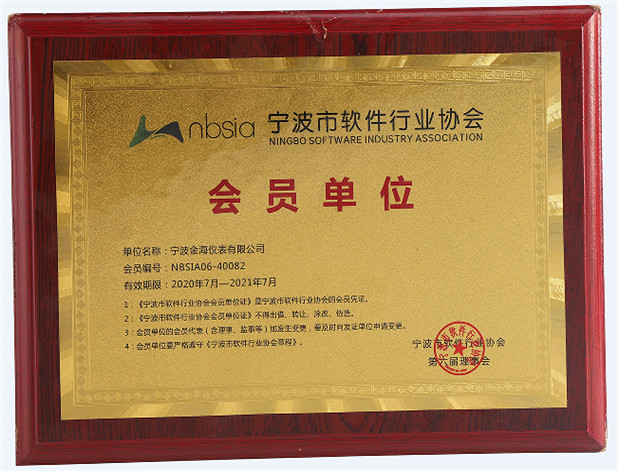 nbsia 宁波市软件行业协会
NINGBO SOFTWARE INDUSTRY ASSOCIATION
会员单位
单位名称：宁波金海仪表有限公司
会员编号：NBSIA06-40082
有效期限：2020年7月—2021年7月
1：《宁波市软件行业协会会员单位证》是宁波市软件行业协会的会员凭证。
2：《宁波市软件行业协会会员单位证》不得出借、转让、涂改、伪造。
3：会员单位的会员代表（含理事、监事等）如发生变更，要及时向发证单位申请变更。
4：会员单位要严格遵守《宁波市软件行业协会章程》。
宁波市软件行业协会
第六届理事会